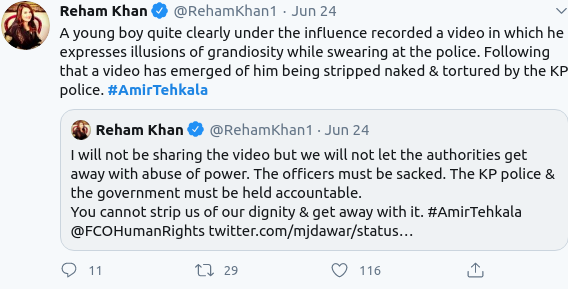 Reham Khan @RehamKhan1 · Jun 24
A young boy quite clearly under the influence recorded a video in which he
expresses illusions of grandiosity while swearing at the police. Following
that a video has emerged of him being stripped naked & tortured by the KP
police. #AmirTehkala
Reham Khan @RehamKhan1 · Jun 24
I will not be sharing the video but we will not let the authorities get
away with abuse of power. The officers must be sacked. The KP police &
the government must be held accountable.
You cannot strip us of our dignity & get away with it. #AmirTehkala
@FCOHumanRights twitter.com/mjdawar/status…
11 29 116